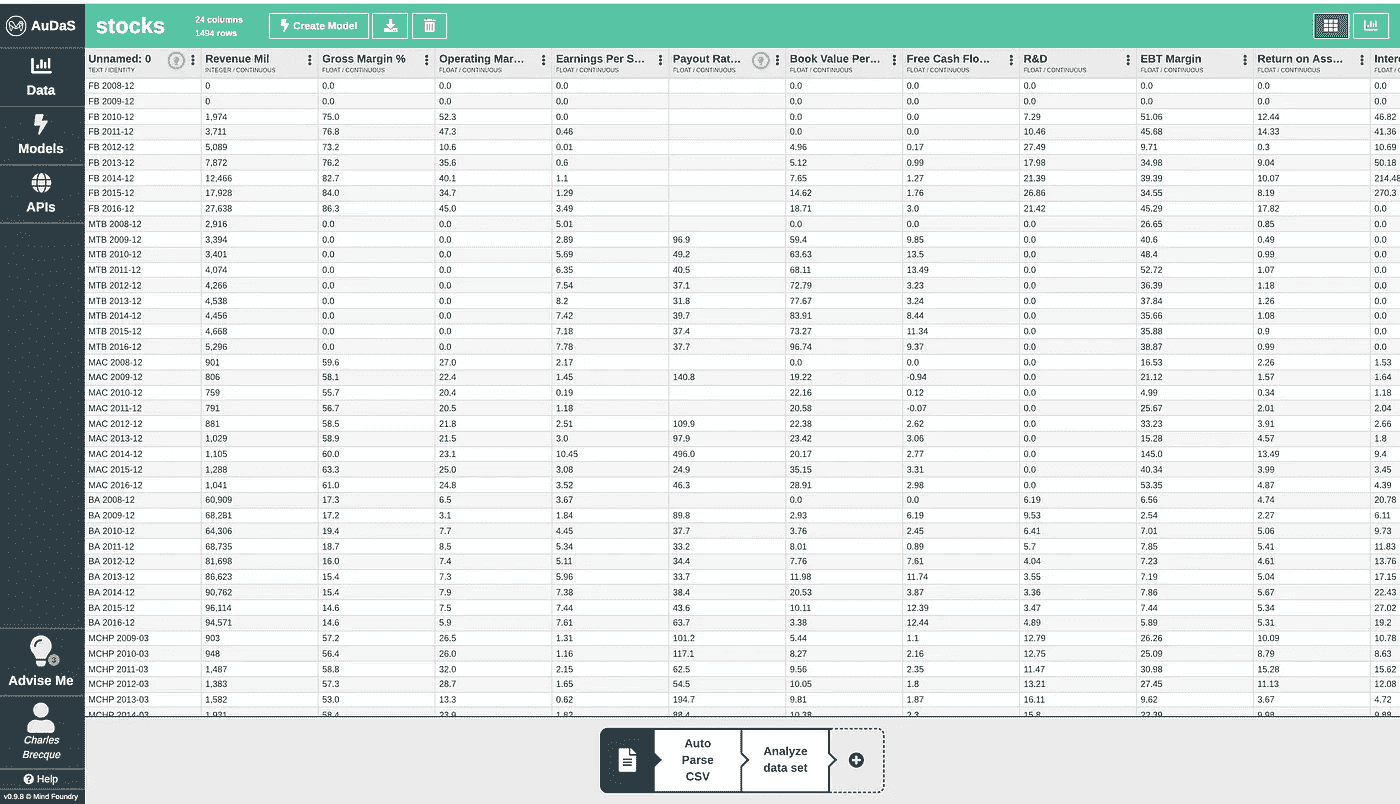 AuDaS
stocks
24 columns
1494 rows
Create Model
Data
Models
APIs
Advise Me
Charles
Brecque
Help
v0.9.8 © Mind Foundry
Unnamed: 0 Revenue Mil Gross Margin % Operating Mar... Earnings Per S... Payout Rat... Book Value Per... Free Cash Flo... R&D EBT Margin Return on Ass... Intere
TEXT / IDENTITY INTEGER / CONTINUOUS FLOAT / CONTINUOUS FLOAT / CONTINUOUS FLOAT / CONTINUOUS FLOAT / CONTINUOUS FLOAT / CONTINUOUS FLOAT / CONTINUOUS FLOAT / CONTINUOUS FLOAT / CONTINUOUS FLOAT / CONTINUOUS FLOAT /
FB 2008-12 0 0.0 0.0 0.0 0.0 0.0 0.0 0.0 0.0 0.0
FB 2009-12 0 0.0 0.0 0.0 0.0 0.0 0.0 0.0 0.0 0.0
FB 2010-12 1,974 75.0 52.3 0.0 0.0 0.0 7.29 51.06 12.44 46.82
FB 2011-12 3,711 76.8 47.3 0.46 0.0 0.0 10.46 45.68 14.33 41.36
FB 2012-12 5,089 73.2 10.6 0.01 4.96 0.17 27.49 9.71 0.3 10.69
FB 2013-12 7,872 76.2 35.6 0.6 5.12 0.99 17.98 34.98 9.04 50.18
FB 2014-12 12,466 82.7 40.1 1.1 7.65 1.27 21.39 39.39 10.07 214.48
FB 2015-12 17,928 84.0 34.7 1.29 14.62 1.76 26.86 34.55 8.19 270.3
FB 2016-12 27,638 86.3 45.0 3.49 18.71 3.0 21.42 45.29 17.82 0.0
MTB 2008-12 2,916 0.0 0.0 5.01 0.0 0.0 0.0 26.65 0.85 0.0
MTB 2009-12 3,394 0.0 0.0 2.89 96.9 59.4 9.85 0.0 40.6 0.49 0.0
MTB 2010-12 3,401 0.0 0.0 5.69 49.2 63.63 13.5 0.0 48.4 0.99 0.0
MTB 2011-12 4,074 0.0 0.0 6.35 40.5 68.11 13.49 0.0 52.72 1.07 0.0
MTB 2012-12 4,266 0.0 0.0 7.54 37.1 72.79 3.23 0.0 36.39 1.18 0.0
MTB 2013-12 4,538 0.0 0.0 8.2 31.8 77.67 3.24 0.0 37.84 1.26 0.0
MTB 2014-12 4,456 0.0 0.0 7.42 39.7 83.91 8.44 0.0 35.66 1.08 0.0
MTB 2015-12 4,668 0.0 0.0 7.18 37.4 73.27 11.34 0.0 35.88 0.9 0.0
MTB 2016-12 5,296 0.0 0.0 7.78 37.7 96.74 9.37 0.0 38.87 0.99 0.0
MAC 2008-12 901 59.6 27.0 2.17 0.0 0.0 0.0 16.53 2.26 1.53
MAC 2009-12 806 58.1 22.4 1.45 140.8 19.22 -0.94 0.0 21.12 1.57 1.64
MAC 2010-12 759 55.7 20.4 0.19 22.16 0.12 0.0 4.99 0.34 1.18
MAC 2011-12 791 56.7 20.5 1.18 20.58 -0.07 0.0 25.67 2.01 2.04
MAC 2012-12 881 58.5 21.8 2.51 109.9 22.38 2.62 0.0 33.23 3.91 2.66
MAC 2013-12 1,029 58.9 21.5 3.0 97.9 23.42 3.06 0.0 15.28 4.57 1.8
MAC 2014-12 1,105 60.0 23.1 10.45 496.0 20.17 2.77 0.0 145.0 13.49 9.4
MAC 2015-12 1,288 63.3 25.0 3.08 24.9 35.15 3.31 0.0 40.34 3.99 3.45
MAC 2016-12 1,041 61.0 24.8 3.52 46.3 28.91 2.98 0.0 53.35 4.87 4.39
BA 2008-12 60,909 17.3 6.5 3.67 0.0 0.0 6.19 6.56 4.74 20.78
BA 2009-12 68,281 17.2 3.1 1.84 89.8 2.93 6.19 9.53 2.54 2.27 6.11
BA 2010-12 64,306 19.4 7.7 4.45 37.7 3.76 2.45 6.41 7.01 5.06 9.73
BA 2011-12 68,735 18.7 8.5 5.34 33.2 8.01 0.89 5.7 7.85 5.41 11.83
BA 2012-12 81,698 16.0 7.4 5.11 34.4 7.76 7.61 4.04 7.23 4.61 13.76
BA 2013-12 86,623 15.4 7.3 5.96 33.7 11.98 11.74 3.55 7.19 5.04 17.15
BA 2014-12 90,762 15.4 7.9 7.38 38.4 20.53 3.87 3.36 7.86 5.67 22.43
BA 2015-12 96,114 14.6 7.5 7.44 43.6 10.11 12.39 3.47 7.44 5.34 27.02
BA 2016-12 94,571 14.6 5.9 7.61 63.7 3.38 12.44 4.89 5.89 5.31 19.2
MCHP 2009-03 903 57.2 26.5 1.31 101.2 5.44 1.1 12.79 26.26 10.09 10.78
MCHP 2010-03 948 56.4 26.0 1.16 117.1 8.27 2.16 12.75 25.09 8.79 8.63
MCHP 2011-03 1,487 58.8 32.0 2.15 62.5 9.56 2.35 11.47 30.98 15.28 15.62
MCHP 2012-03 1,383 57.3 28.7 1.65 54.5 10.05 1.8 13.21 27.45 11.13 12.08
MCHP 2013-03 1,582 53.0 13.3 0.62 194.7 9.81 1.87 16.11 9.62 3.67 4.72
MCHP 2014-03 1,931 58.4 23.9 1.82 88.4 10.38 2.3 15.8 22.39 9.98 9.88
Auto
Parse
CSV
Analyze
data set